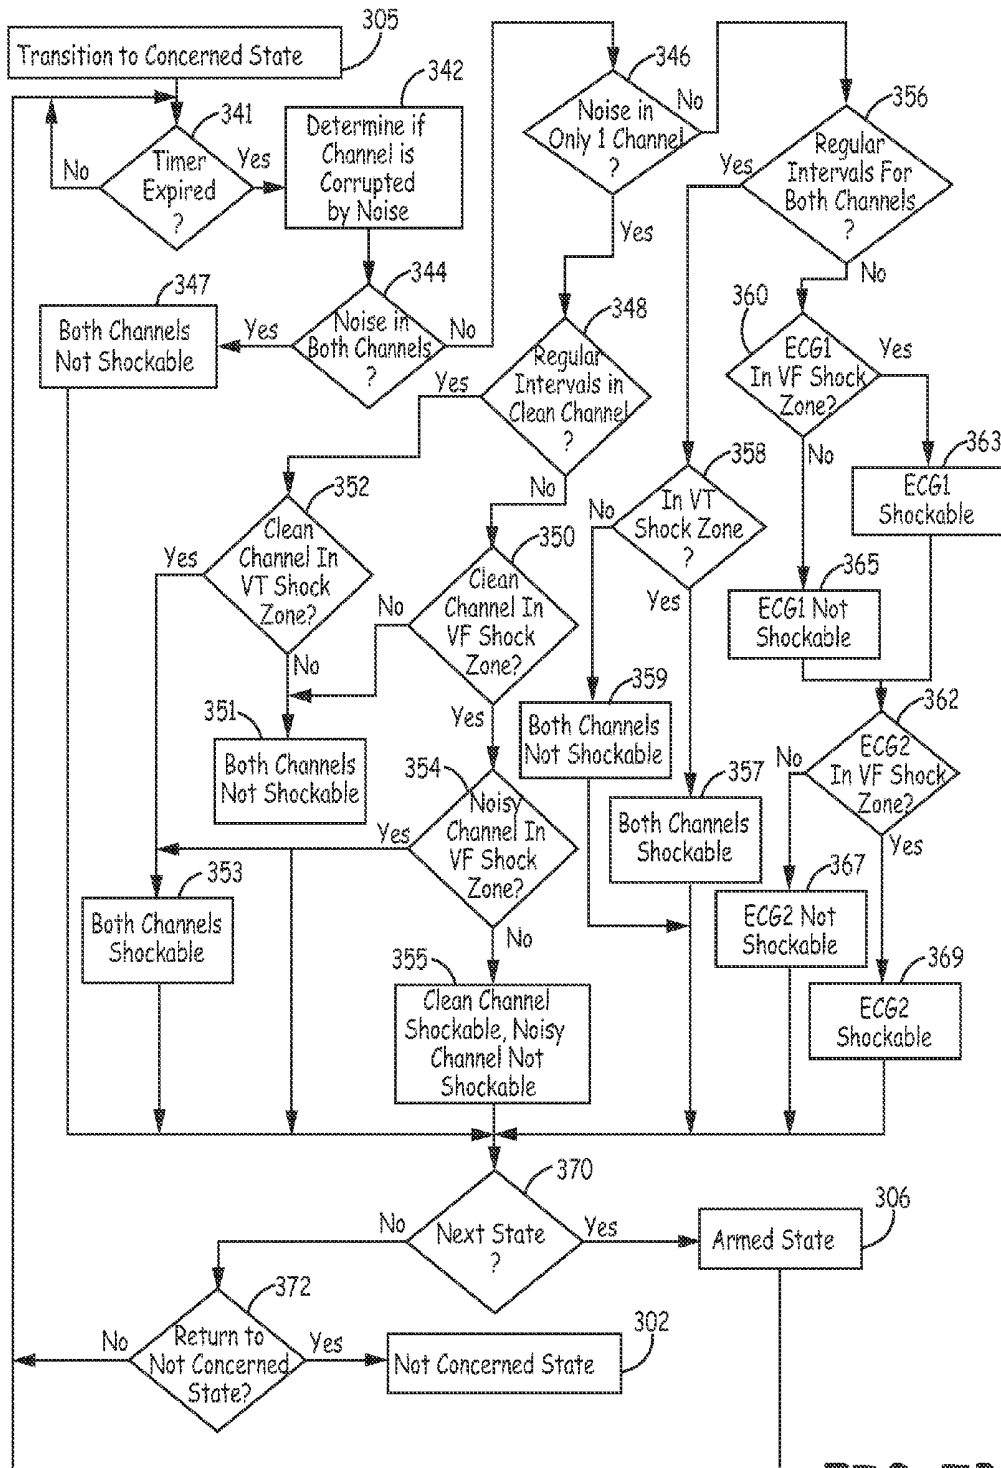 305
Transition to Concerned State
341
Timer
Expired
?
No
Yes
342
Determine if
Channel is
Corrupted
by Noise
344
Noise in
Both Channels
?
Yes
No
347
Both Channels
Not Shockable
346
Noise in
Only 1 Channel
?
No
Yes
348
Regular
Intervals in
Clean Channel
?
Yes
No
356
Regular
Intervals For
Both Channels
?
Yes
No
360
ECG1
In VF Shock
Zone?
Yes
No
363
ECG1
Shockable
365
ECG1 Not
Shockable
352
Clean
Channel In
VT Shock
Zone?
Yes
No
350
Clean
Channel In
VF Shock
Zone?
No
Yes
358
In VT
Shock Zone
?
No
Yes
351
Both Channels
Not Shockable
359
Both Channels
Not Shockable
357
Both Channels
Shockable
362
ECG2
In VF Shock
Zone?
No
Yes
354
Noisy
Channel In
VF Shock
Zone?
Yes
No
353
Both Channels
Shockable
367
ECG2 Not
Shockable
369
ECG2
Shockable
355
Clean Channel
Shockable, Noisy
Channel Not
Shockable
370
Next State
?
No
Yes
306
Armed State
372
Return to
Not Concerned
State?
No
Yes
302
Not Concerned State